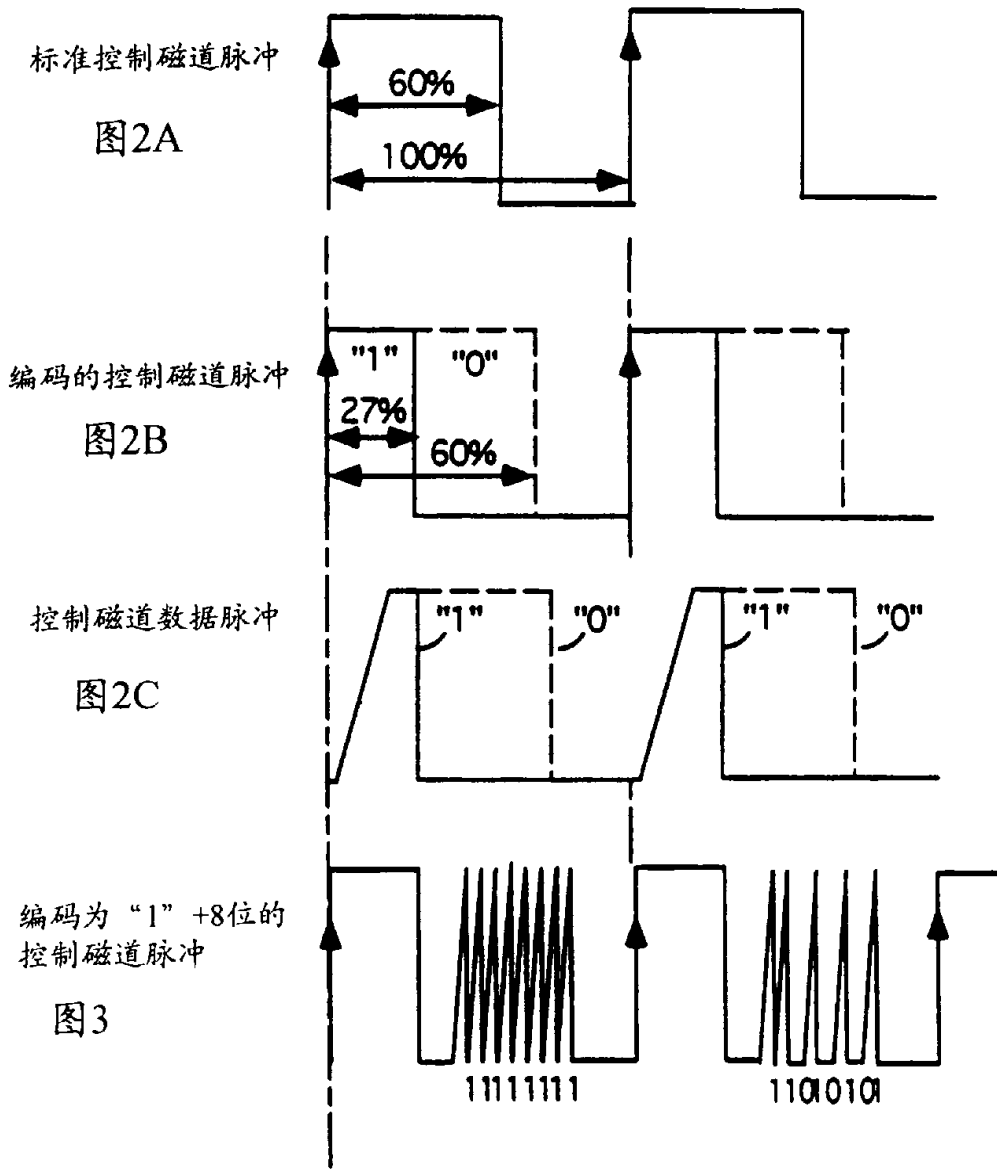 标准控制磁道脉冲
图2A
60%
100%
编码的控制磁道脉冲
图2B
"1"
"0"
27%
60%
控制磁道数据脉冲
图2C
"1"
"0"
"1"
"0"
编码为“1”+8位的
控制磁道脉冲
图3
11111111
11010101